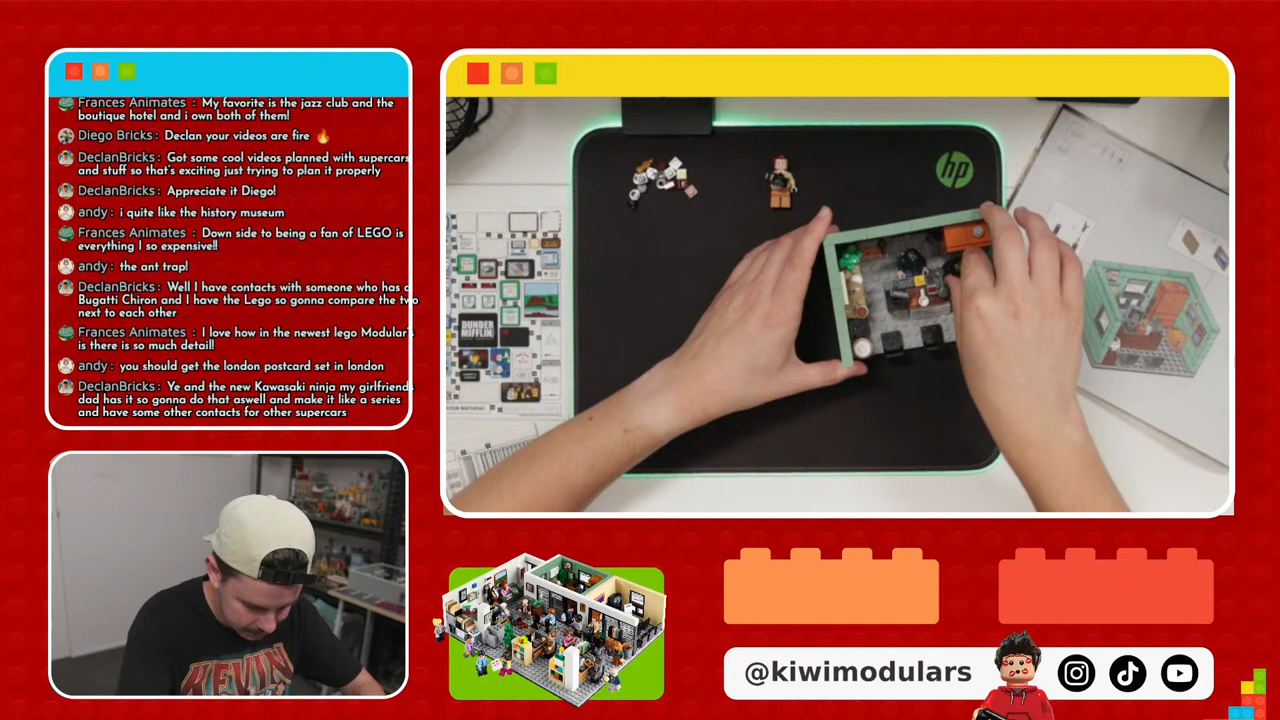 Frances Animates : My favorite is the jazz club and the
boutique hotel and i own both of them!
Diego Bricks : Declan your videos are fire 🔥
DeclanBricks : Got some cool videos planned with supercars
and stuff so that's exciting just trying to plan it properly
DeclanBricks : Appreciate it Diego!
andy : i quite like the history museum
Frances Animates : Down side to being a fan of LEGO is
everything I so expensive!!
andy : the ant trap!
DeclanBricks : Well I have contacts with someone who has a
Bugatti Chiron and I have the Lego so gonna compare the two
next to each other
Frances Animates : I love how in the newest lego Modular's
is there is so much detail!!
andy : you should get the london postcard set in london
DeclanBricks : Ye and the new Kawasaki ninja my girlfriends
dad has it so gonna do that aswell and make it like a series
and have some other contacts for other supercars
hp
DUNDER
MIFFLIN
KEVIN
@kiwimodulars